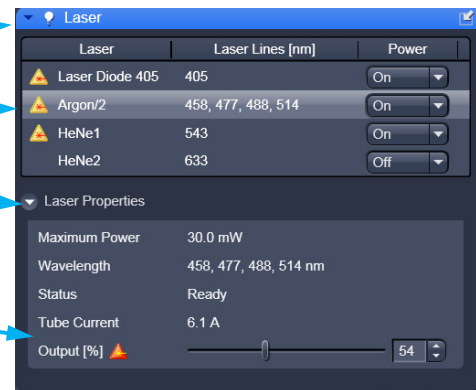 Laser
Laser Laser Lines [nm] Power
Laser Diode 405 405 On
Argon/2 458, 477, 488, 514 On
HeNe1 543 On
HeNe2 633 Off
Laser Properties
Maximum Power 30.0 mW
Wavelength 458, 477, 488, 514 nm
Status Ready
Tube Current 6.1 A
Output [%] 54